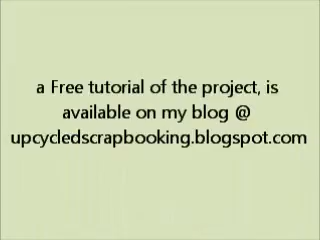 a Free tutorial of the project, is
available on my blog @
upcycledscrapbooking.blogspot.com